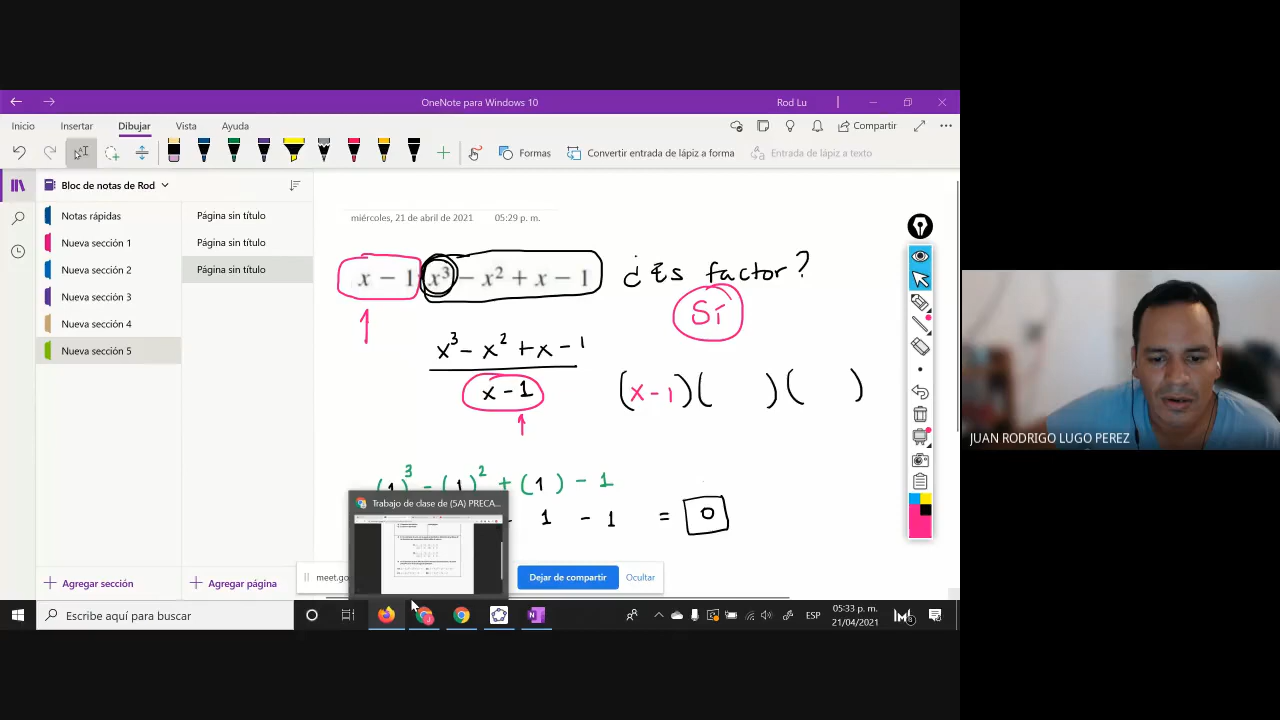 OneNote para Windows 10
Rod Lu
Inicio Insertar Dibujar Vista Ayuda
Compartir
Formas
Convertir entrada de lápiz a forma
Entrada de lápiz a texto
Bloc de notas de Rod
Notas rápidas
Nueva sección 1
Nueva sección 2
Nueva sección 3
Nueva sección 4
Nueva sección 5
Página sin título
Página sin título
Página sin título
miércoles, 21 de abril de 2021 05:29 p. m.
x − 1 x³ − x² + x − 1 ¿Es factor?
Sí
x³ − x² + x − 1
x − 1
(x − 1)( )( )
(1)³ − (1)² + (1) − 1
1 − 1 = 0
Trabajo de clase de (5A) PRECA...
meet.go
Dejar de compartir
Ocultar
Agregar sección
Agregar página
Escribe aquí para buscar
ESP
05:33 p. m.
21/04/2021
JUAN RODRIGO LUGO PEREZ